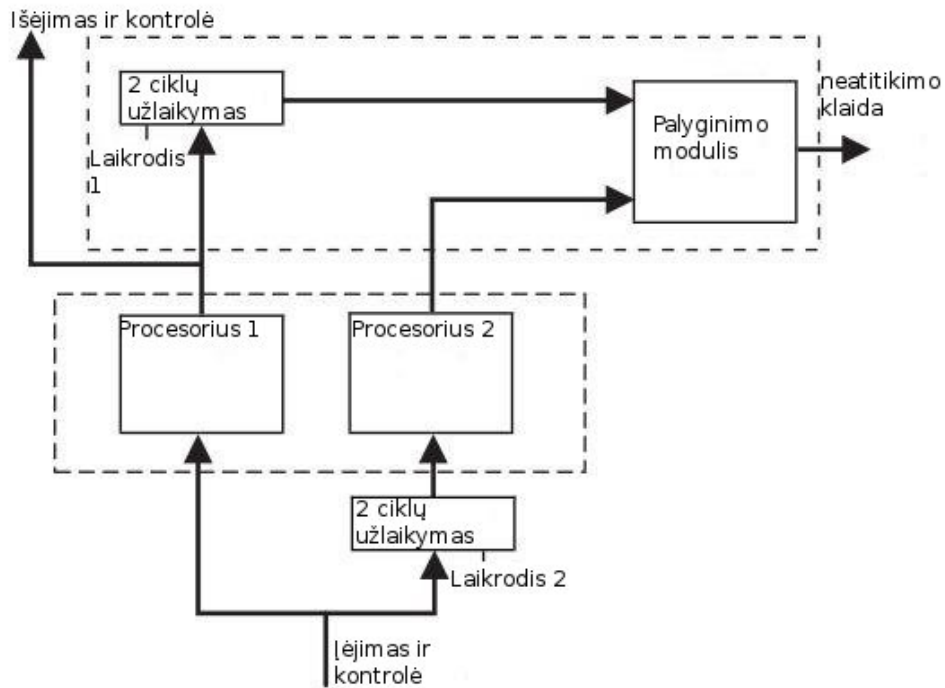 Išėjimas ir kontrolė
2 ciklų
užlaikymas
Laikrodis
1
Palyginimo
modulis
neatitikimo
klaida
Procesorius 1
Procesorius 2
2 ciklų
užlaikymas
Laikrodis 2
Įėjimas ir
kontrolė